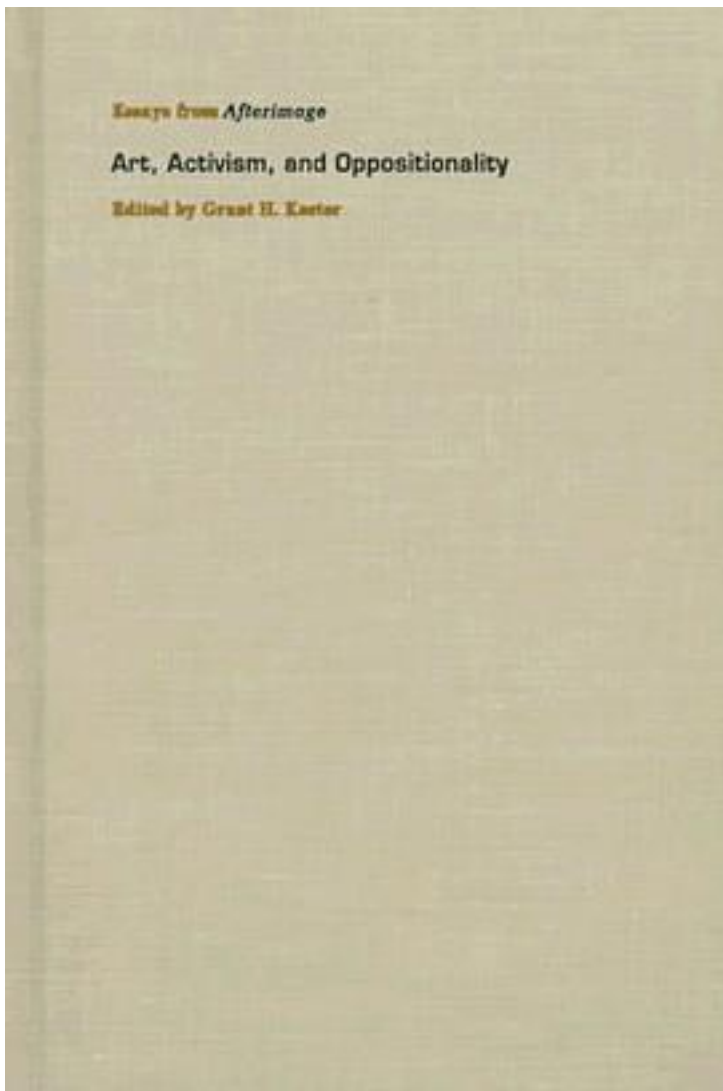 Essays from Afterimage
Art, Activism, and Oppositionality
Edited by Grant H. Kester